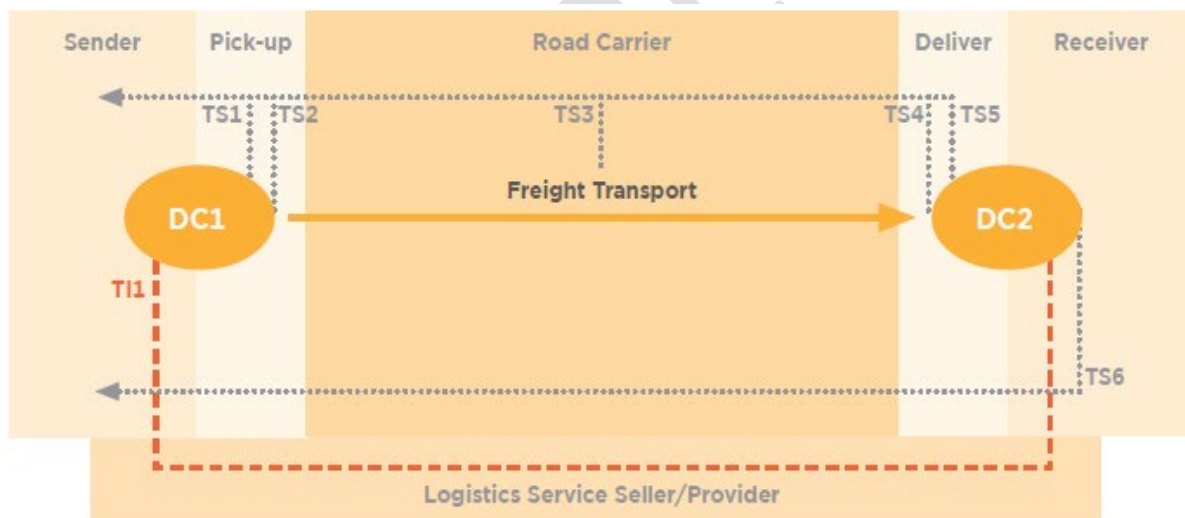 Sender Pick-up Road Carrier Deliver Receiver
TS1 TS2 TS3 TS4 TS5
Freight Transport
DC1 DC2
TI1
TS6
Logistics Service Seller/Provider